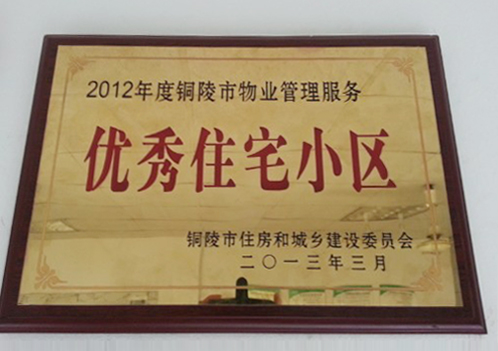 2012年度铜陵市物业管理服务
优秀住宅小区
铜陵市住房和城乡建设委员会
二〇一三年三月